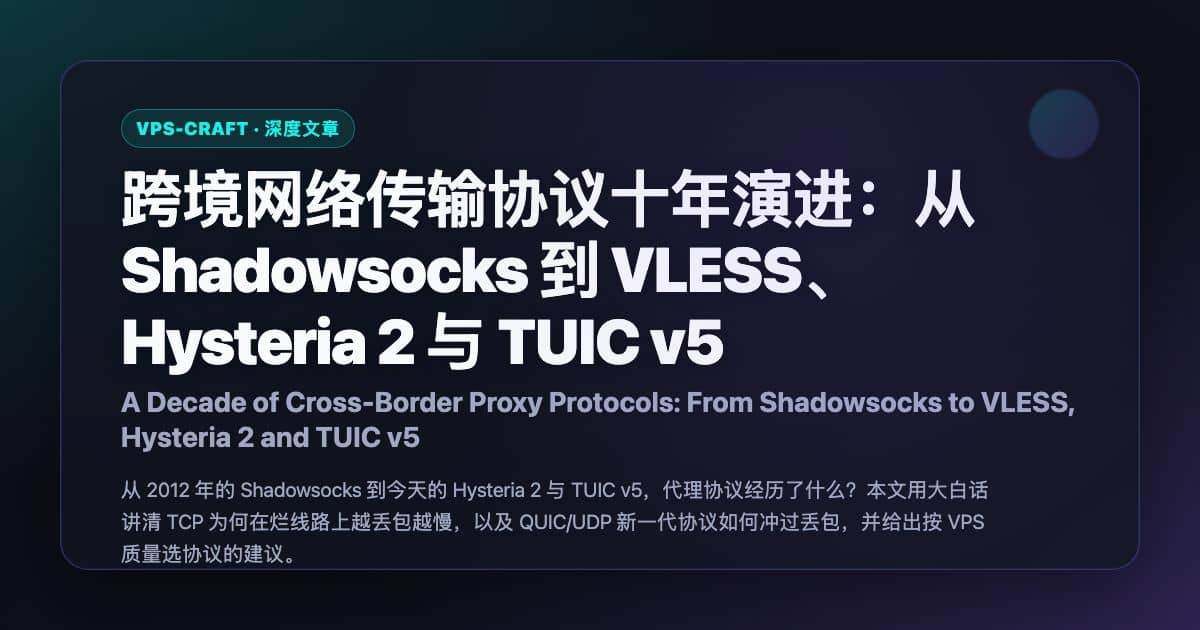 VPS-CRAFT · 深度文章
跨境网络传输协议十年演进：从
Shadowsocks 到 VLESS、
Hysteria 2 与 TUIC v5
A Decade of Cross-Border Proxy Protocols: From Shadowsocks to VLESS,
Hysteria 2 and TUIC v5
从 2012 年的 Shadowsocks 到今天的 Hysteria 2 与 TUIC v5，代理协议经历了什么？本文用大白话
讲清 TCP 为何在烂线路上越丢包越慢，以及 QUIC/UDP 新一代协议如何冲过丢包，并给出按 VPS
质量选协议的建议。